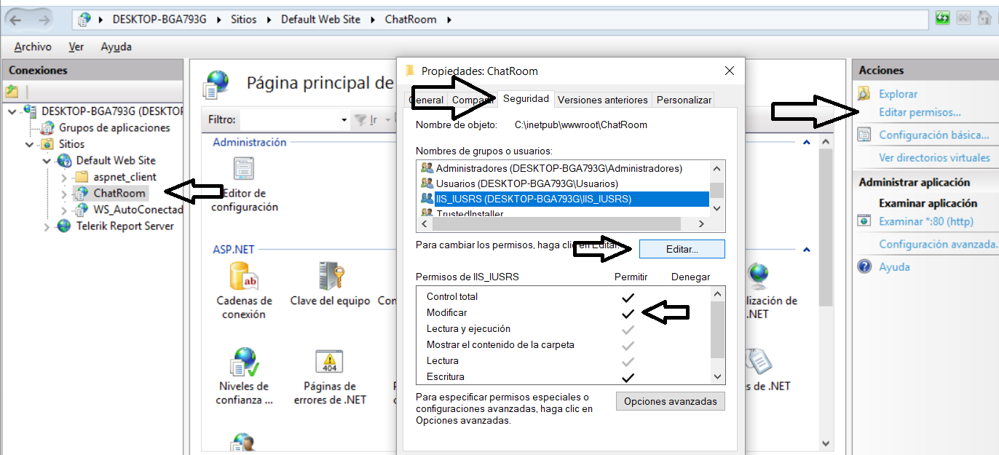 DESKTOP-BGA793G Sitios Default Web Site ChatRoom
Archivo Ver Ayuda
Conexiones
DESKTOP-BGA793G (DESKTOP
Grupos de aplicaciones
Sitios
Default Web Site
aspnet_client
ChatRoom
WS_AutoConectad
Telerik Report Server
Página principal de
Filtro: Ir
Administración
Editor de
configuración
ASP.NET
ab
Cadenas de
conexión
Clave del equipo
Con
lización de
.NET
Niveles de
confianza ...
404
Páginas de
errores de .NET
es de .NET
Propiedades: ChatRoom
General Compartir Seguridad Versiones anteriores Personalizar
Nombre de objeto: C:\inetpub\wwwroot\ChatRoom
Nombres de grupos o usuarios:
Administradores (DESKTOP-BGA793G\Administradores)
Usuarios (DESKTOP-BGA793G\Usuarios)
IIS_IUSRS (DESKTOP-BGA793G\IIS_IUSRS)
TrustedInstaller
Para cambiar los permisos, haga clic en Editar.
Editar...
Permisos de IIS_IUSRS Permitir Denegar
Control total
Modificar
Lectura y ejecución
Mostrar el contenido de la carpeta
Lectura
Escritura
Para especificar permisos especiales o
configuraciones avanzadas, haga clic en
Opciones avanzadas.
Opciones avanzadas
Acciones
Explorar
Editar permisos...
Configuración básica...
Ver directorios virtuales
Administrar aplicación
Examinar aplicación
Examinar *:80 (http)
Configuración avanzada.
Ayuda